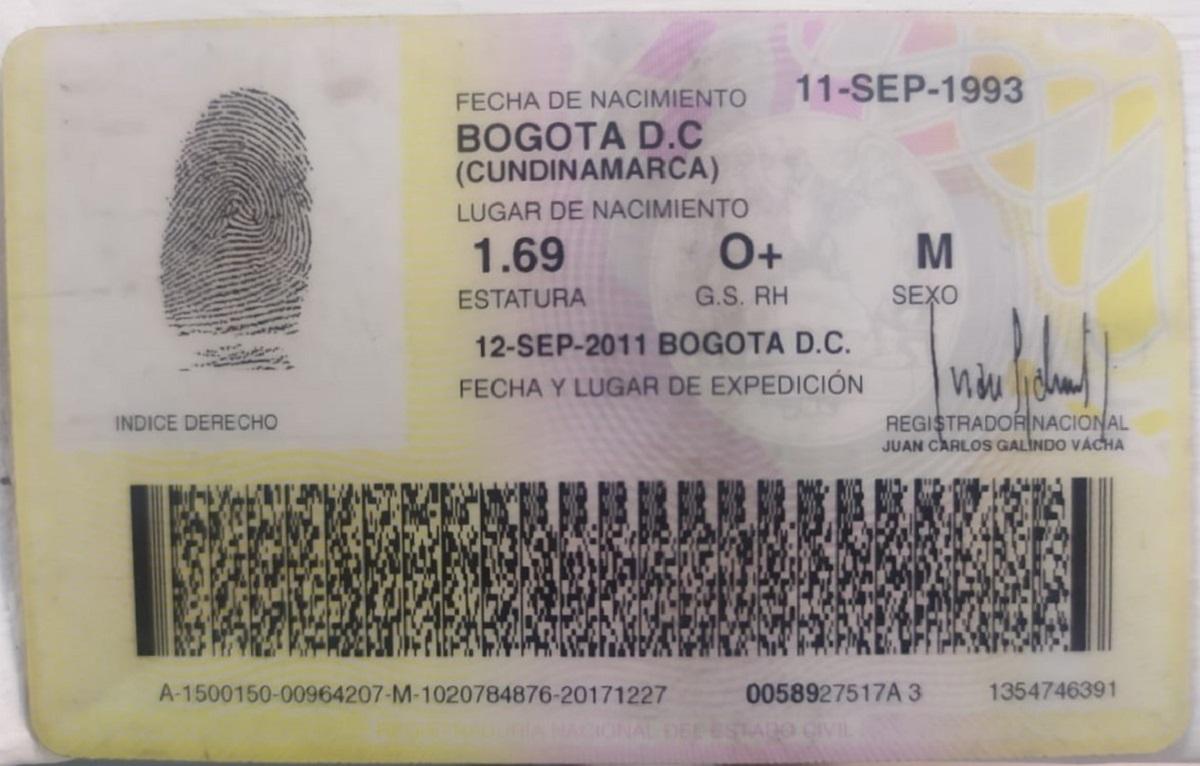 FECHA DE NACIMIENTO 11-SEP-1993
BOGOTA D.C
(CUNDINAMARCA)
LUGAR DE NACIMIENTO
1.69 O+ M
ESTATURA G.S. RH SEXO
12-SEP-2011 BOGOTA D.C.
FECHA Y LUGAR DE EXPEDICIÓN
INDICE DERECHO
REGISTRADOR NACIONAL
JUAN CARLOS GALINDO VÁCHA
A-1500150-00964207-M-1020784876-20171227 0058927517A 3 1354746391
REGISTRADURIA NACIONAL DEL ESTADO CIVIL